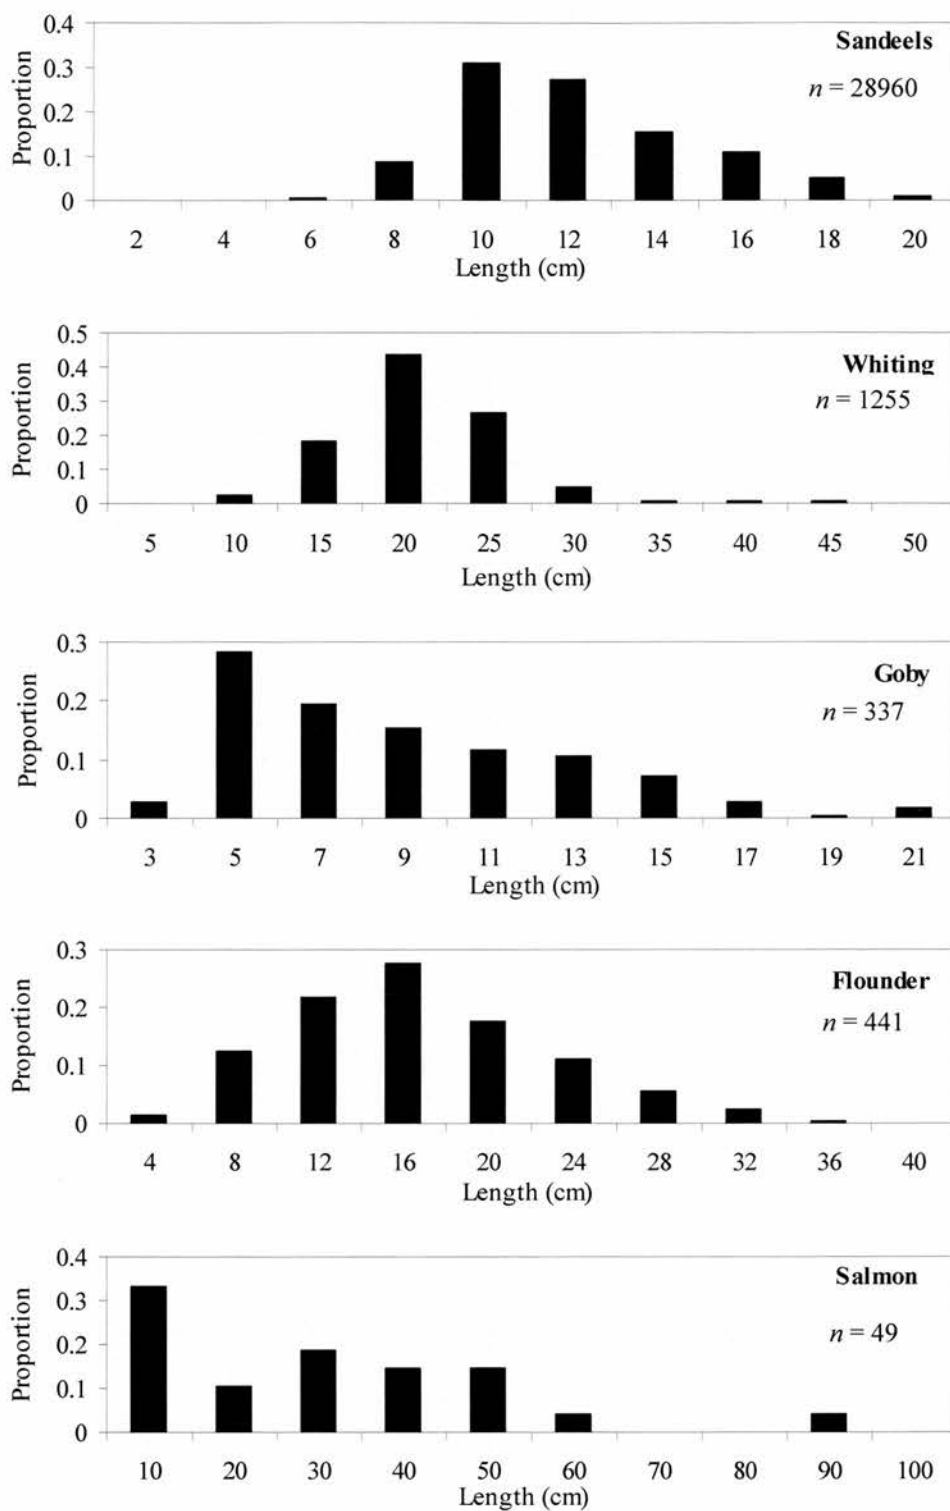 0.4
Sandeels
0.3
n = 28960
0.2
0.1
0
Proportion
2 4 6 8 10 12 14 16 18 20
Length (cm)
0.5
0.4
Whiting
0.3
n = 1255
0.2
0.1
0
Proportion
5 10 15 20 25 30 35 40 45 50
Length (cm)
0.3
Goby
0.2
n = 337
0.1
0
Proportion
3 5 7 9 11 13 15 17 19 21
Length (cm)
0.3
Flounder
0.2
n = 441
0.1
0
Proportion
4 8 12 16 20 24 28 32 36 40
Length (cm)
0.4
Salmon
0.3
n = 49
0.2
0.1
0
Proportion
10 20 30 40 50 60 70 80 90 100
Length (cm)